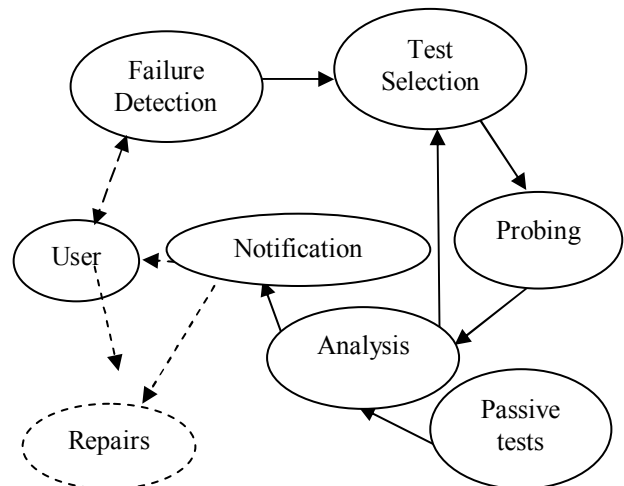 Failure
Detection
Test
Selection
Probing
User
Notification
Analysis
Passive
tests
Repairs